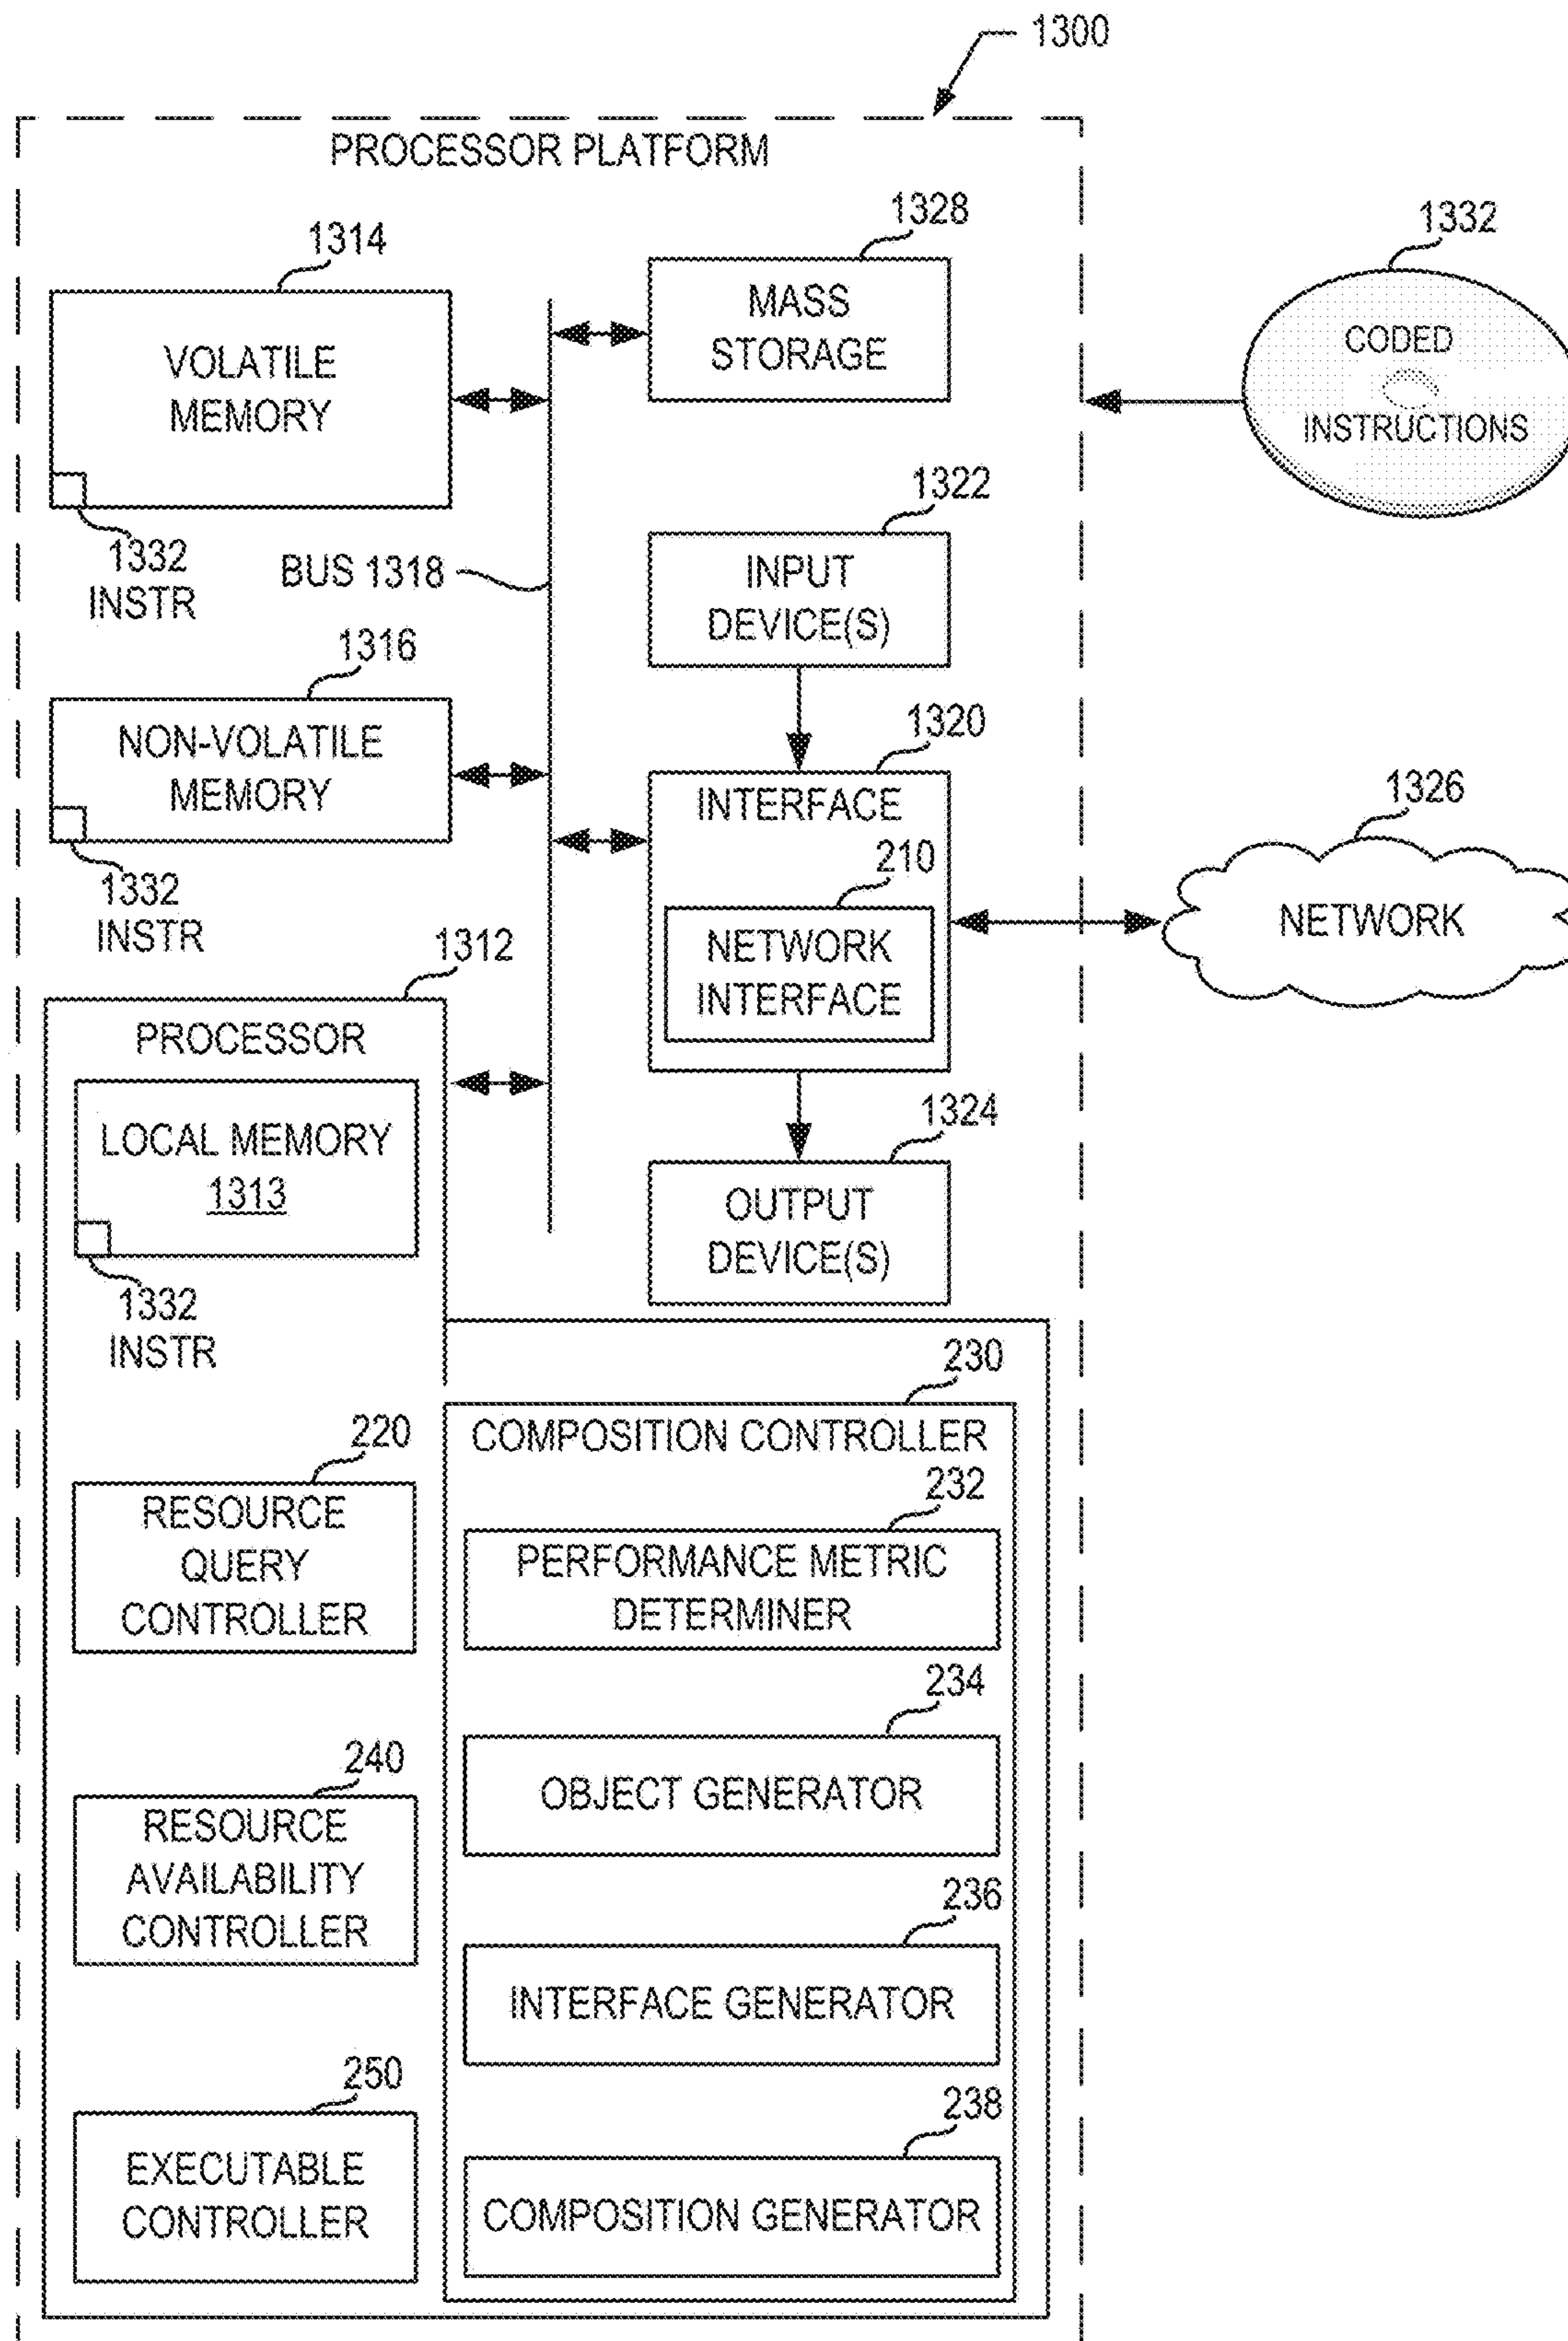 1300
PROCESSOR PLATFORM
1314
VOLATILE
MEMORY
1332
INSTR
1328
MASS
STORAGE
1332
CODED
INSTRUCTIONS
BUS 1318
1322
INPUT
DEVICE(S)
1316
NON-VOLATILE
MEMORY
1332
INSTR
1320
INTERFACE
210
NETWORK
INTERFACE
1326
NETWORK
1312
PROCESSOR
LOCAL MEMORY
1313
1332
INSTR
1324
OUTPUT
DEVICE(S)
220
RESOURCE
QUERY
CONTROLLER
240
RESOURCE
AVAILABILITY
CONTROLLER
250
EXECUTABLE
CONTROLLER
230
COMPOSITION CONTROLLER
232
PERFORMANCE METRIC
DETERMINER
234
OBJECT GENERATOR
236
INTERFACE GENERATOR
238
COMPOSITION GENERATOR